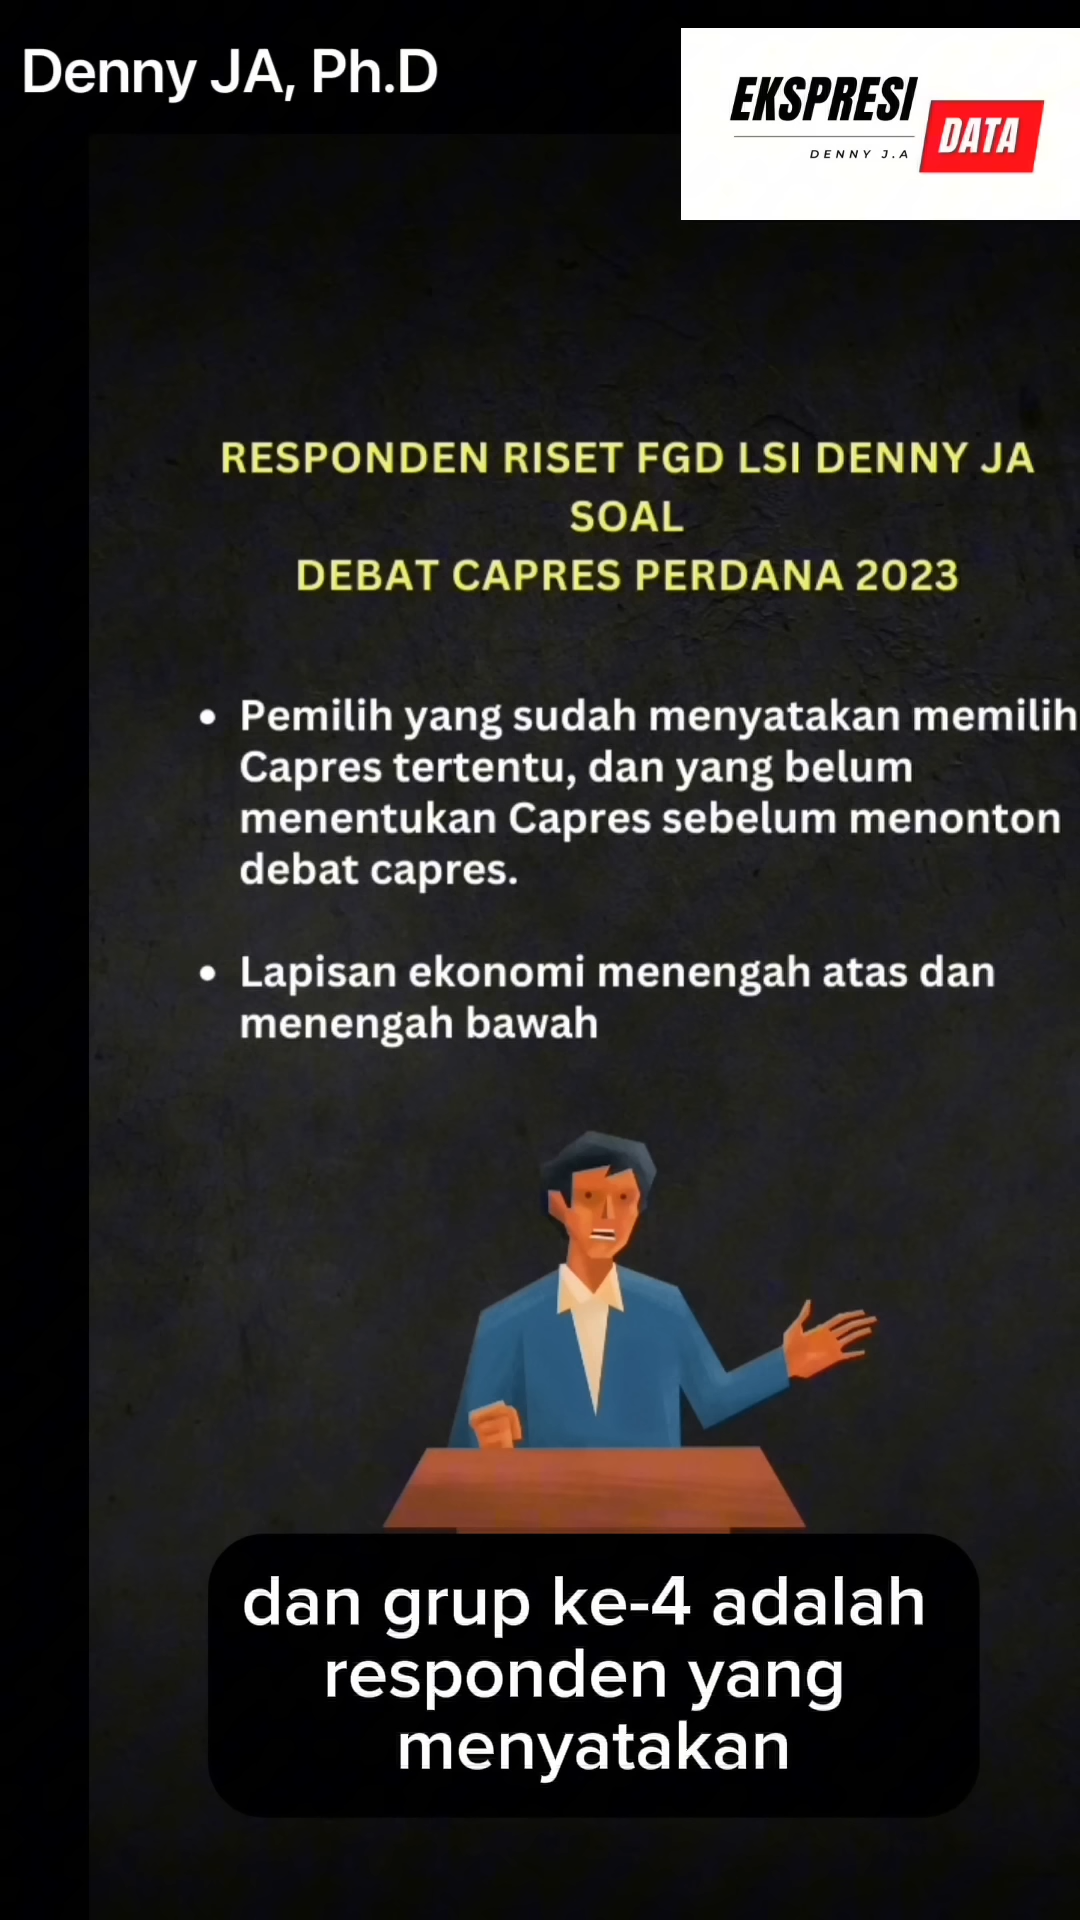 Denny JA, Ph.D
EKSPRESI
DATA
DENNY J.A
RESPONDEN RISET FGD LSI DENNY JA
SOAL
DEBAT CAPRES PERDANA 2023
• Pemilih yang sudah menyatakan memilih
Capres tertentu, dan yang belum
menentukan Capres sebelum menonton
debat capres.
• Lapisan ekonomi menengah atas dan
menengah bawah
dan grup ke-4 adalah
responden yang
menyatakan